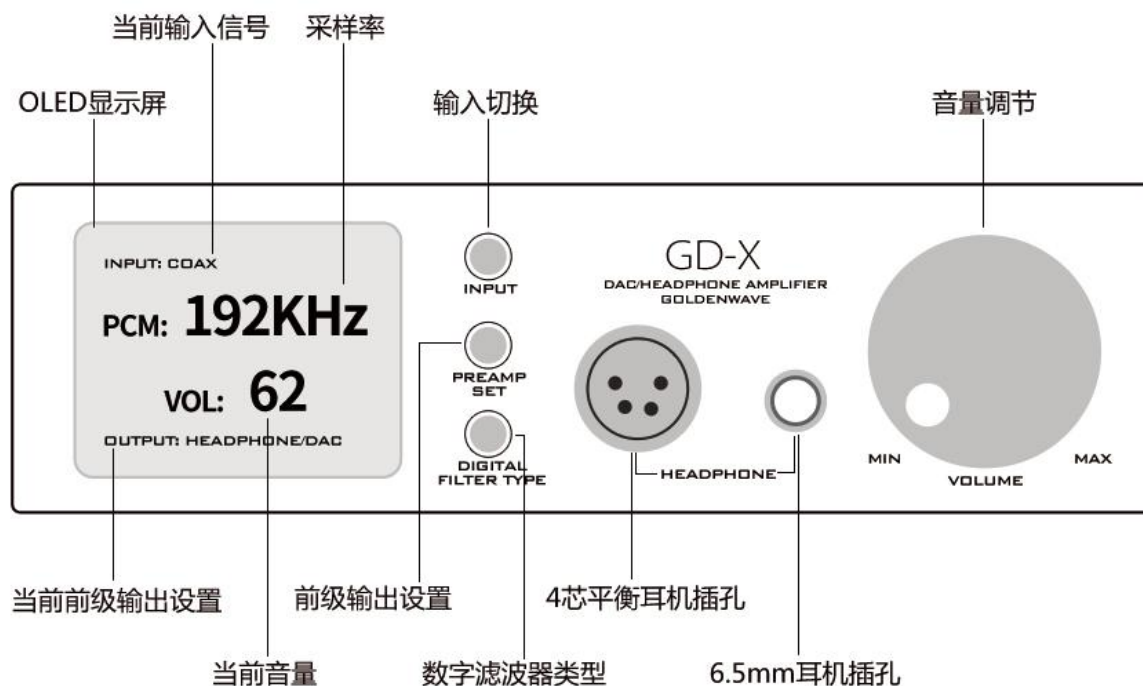 当前输入信号
采样率
OLED显示屏
输入切换
音量调节
INPUT: COAX
PCM: 192KHz
VOL: 62
OUTPUT: HEADPHONE/DAC
INPUT
PREAMP
SET
DIGITAL
FILTER TYPE
GD-X
DAC/HEADPHONE AMPLIFIER
GOLDENWAVE
HEADPHONE
MIN
MAX
VOLUME
当前前级输出设置
前级输出设置
4芯平衡耳机插孔
当前音量
数字滤波器类型
6.5mm耳机插孔